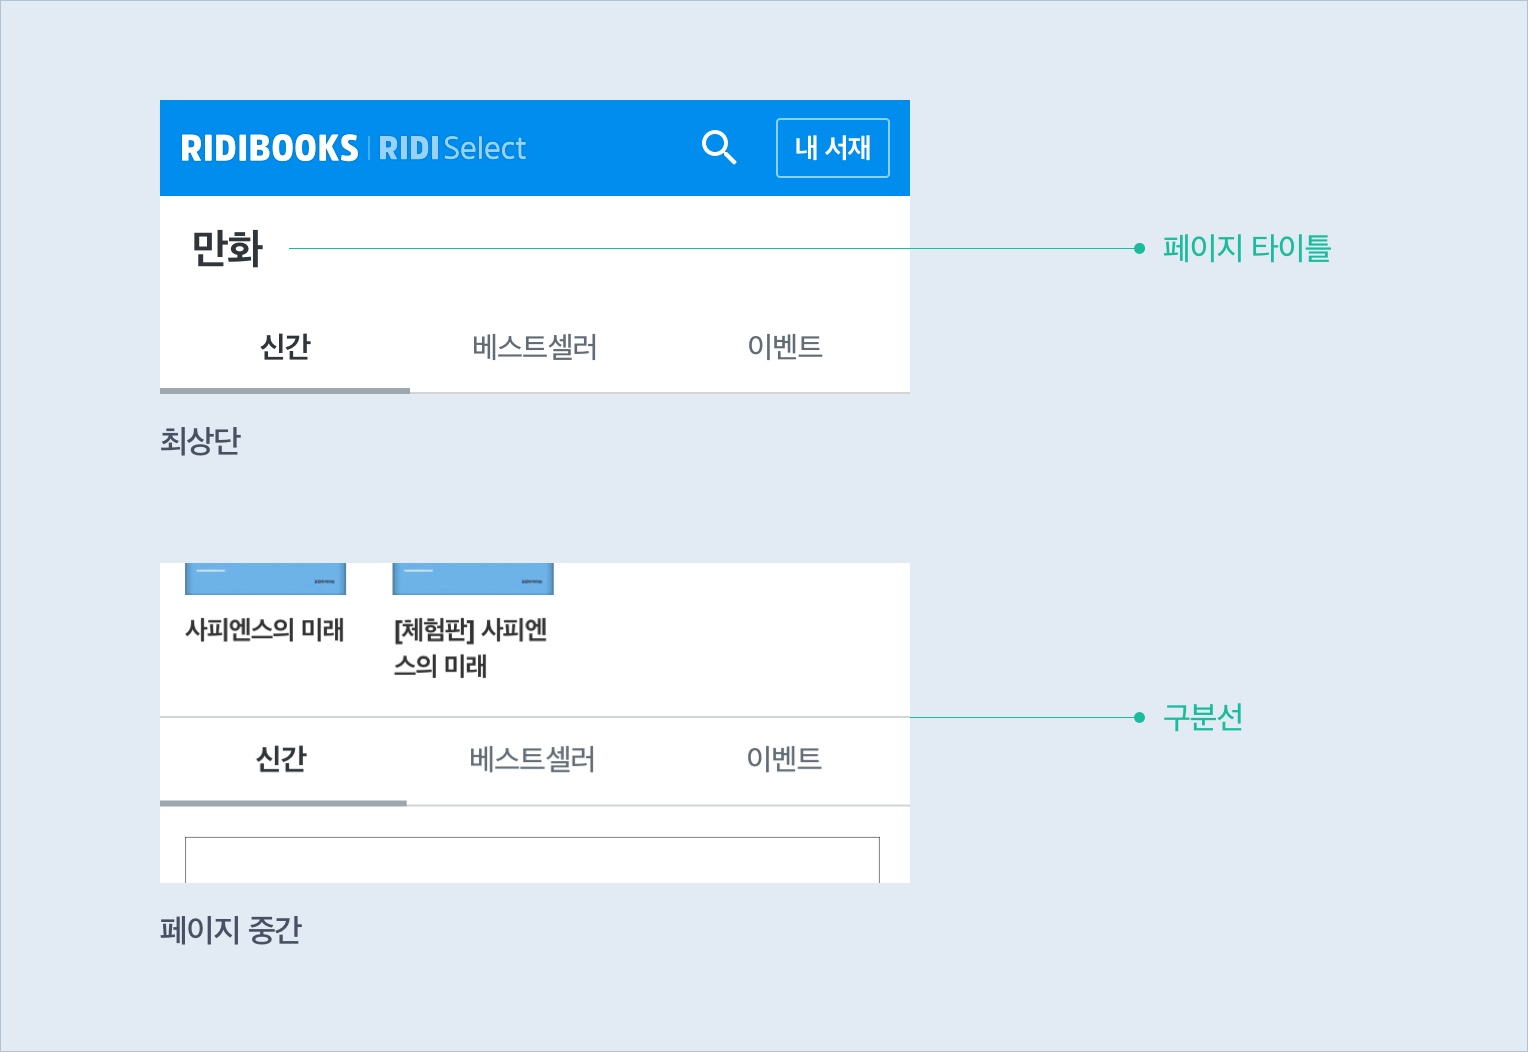 RIDIBOOKS | RIDI Select
내 서재
만화
페이지 타이틀
신간 베스트셀러 이벤트
최상단
사피엔스의 미래
[체험판] 사피엔
스의 미래
구분선
신간 베스트셀러 이벤트
페이지 중간